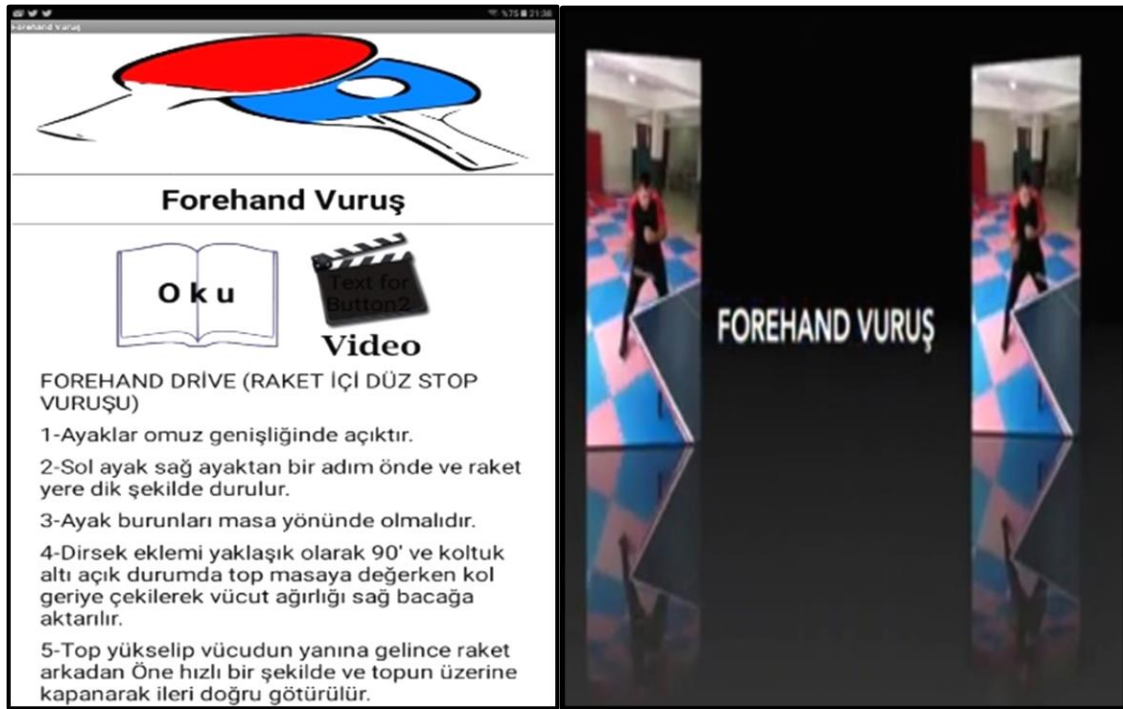 %75 21:38
Forehand Vuruş
Forehand Vuruş
Oku
Text for
Button2
Video
FOREHAND DRİVE (RAKET İÇİ DÜZ STOP
VURUŞU)
1-Ayaklar omuz genişliğinde açıktır.
2-Sol ayak sağ ayaktan bir adım önde ve raket
yere dik şekilde durulur.
3-Ayak burunları masa yönünde olmalıdır.
4-Dirsek eklemi yaklaşık olarak 90' ve koltuk
altı açık durumda top masaya değerken kol
geriye çekilerek vücut ağırlığı sağ bacağa
aktarılır.
5-Top yükselip vücudun yanına gelince raket
arkadan Öne hızlı bir şekilde ve topun üzerine
kapanarak ileri doğru götürülür.
FOREHAND VURUŞ